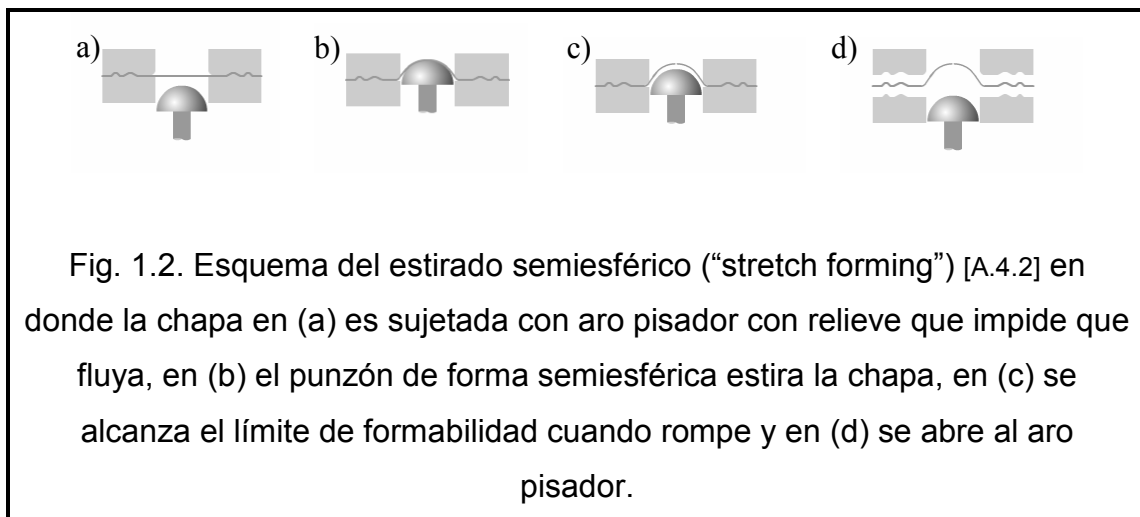 a) b) c) d)
Fig. 1.2. Esquema del estirado semiesférico (“stretch forming”) [A.4.2] en
donde la chapa en (a) es sujetada con aro pisador con relieve que impide que
fluya, en (b) el punzón de forma semiesférica estira la chapa, en (c) se
alcanza el límite de formabilidad cuando rompe y en (d) se abre al aro
pisador.